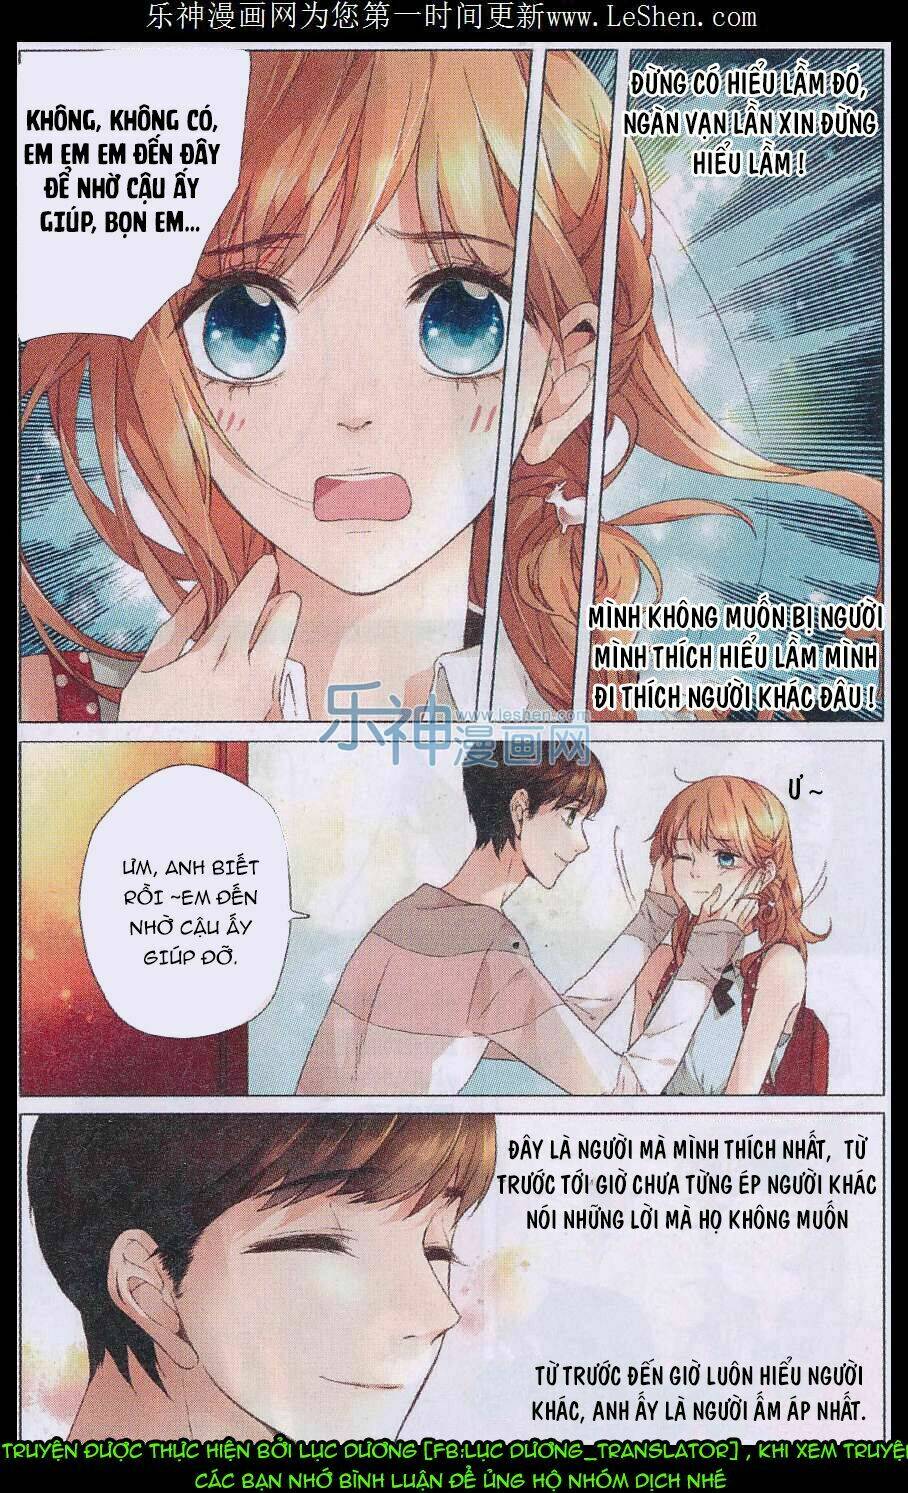 乐神漫画网为您第一时间更新www.LeShen.com
KHÔNG, KHÔNG CÓ,
EM EM EM ĐẾN ĐÂY
ĐỂ NHỜ CẬU ẤY
GIÚP, BỌN EM...
ĐỪNG CÓ HIỂU LẦM ĐÓ,
NGÀN VẠN LẦN XIN ĐỪNG
HIỂU LẦM !
MÌNH KHÔNG MUỐN BỊ NGƯỜI
MÌNH THÍCH HIỂU LẦM MÌNH
ĐI THÍCH NGƯỜI KHÁC ĐÂU !
乐神漫画网
www.leshen.com
Ư ~
ƯM, ANH BIẾT
RỒI ~EM ĐẾN
NHỜ CẬU ẤY
GIÚP ĐỠ.
ĐÂY LÀ NGƯỜI MÀ MÌNH THÍCH NHẤT, TỪ
TRƯỚC TỚI GIỜ CHƯA TỪNG ÉP NGƯỜI KHÁC
NÓI NHỮNG LỜI MÀ HỌ KHÔNG MUỐN
TỪ TRƯỚC ĐẾN GIỜ LUÔN HIỂU NGƯỜI
KHÁC, ANH ẤY LÀ NGƯỜI ẤM ÁP NHẤT.
TRUYỆN ĐƯỢC THỰC HIỆN BỞI LỤC DƯƠNG [FB:LỤC DƯƠNG_TRANSLATOR] , KHI XEM TRUYỆN
CÁC BẠN NHỚ BÌNH LUẬN ĐỂ ỦNG HỘ NHÓM DỊCH NHÉ